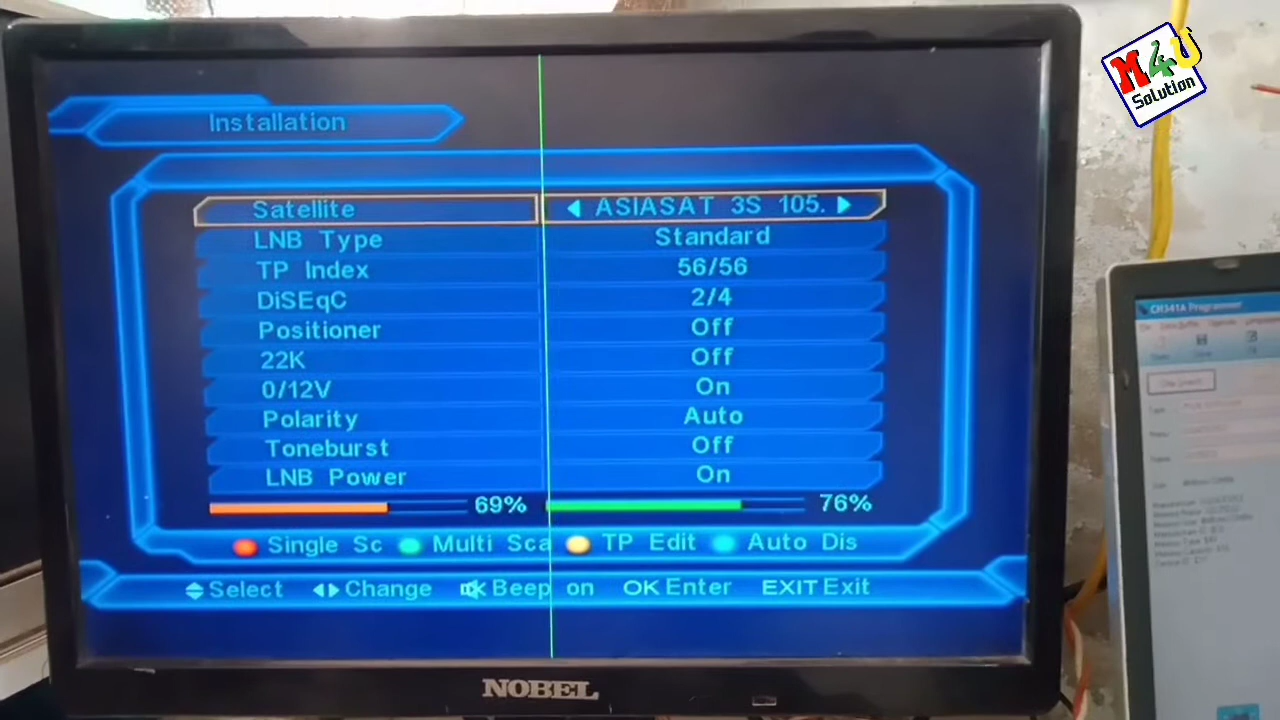 M4U
Solution
Installation
Satellite ASIASAT 3S 105.
LNB Type Standard
TP Index 56/56
DiSEqC 2/4
Positioner Off
22K Off
0/12V On
Polarity Auto
Toneburst Off
LNB Power On
69% 76%
Single Sc Multi Sca TP Edit Auto Dis
Select Change Beep on OK Enter EXIT Exit
NOBEL
CH341A Programmer